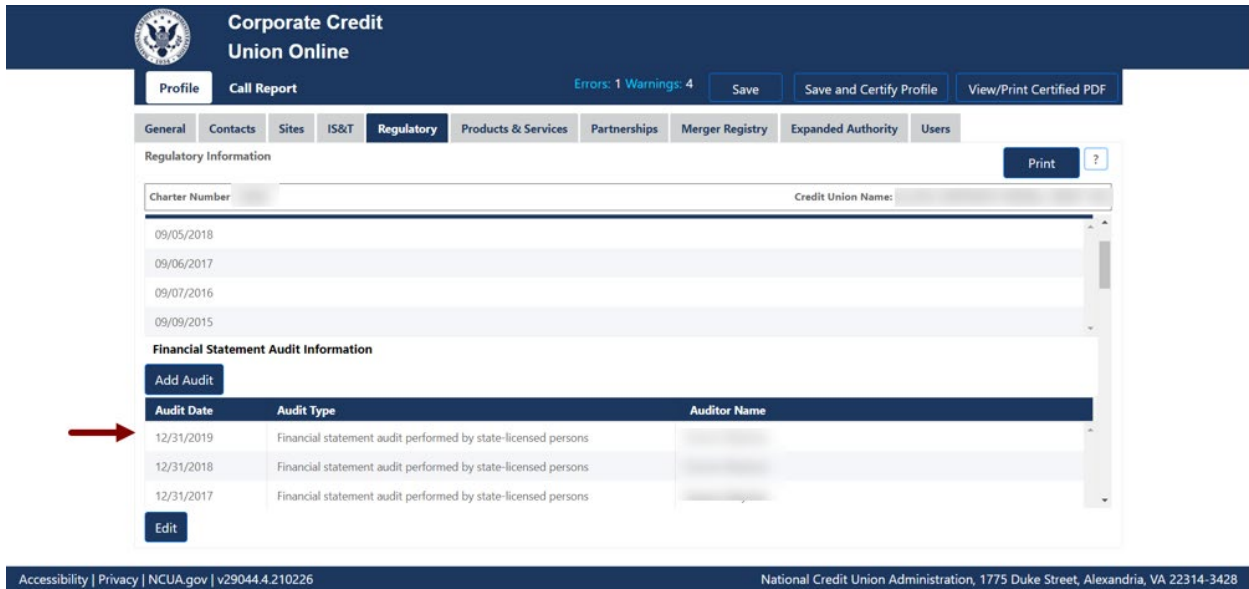 Corporate Credit
Union Online
Profile Call Report Errors: 1 Warnings: 4 Save Save and Certify Profile View/Print Certified PDF
General Contacts Sites IS&T Regulatory Products & Services Partnerships Merger Registry Expanded Authority Users
Regulatory Information Print ?
Charter Number Credit Union Name:
09/05/2018
09/06/2017
09/07/2016
09/09/2015
Financial Statement Audit Information
Add Audit
Audit Date Audit Type Auditor Name
12/31/2019 Financial statement audit performed by state-licensed persons
12/31/2018 Financial statement audit performed by state-licensed persons
12/31/2017 Financial statement audit performed by state-licensed persons
Edit
Accessibility | Privacy | NCUA.gov | v29044.4.210226 National Credit Union Administration, 1775 Duke Street, Alexandria, VA 22314-3428